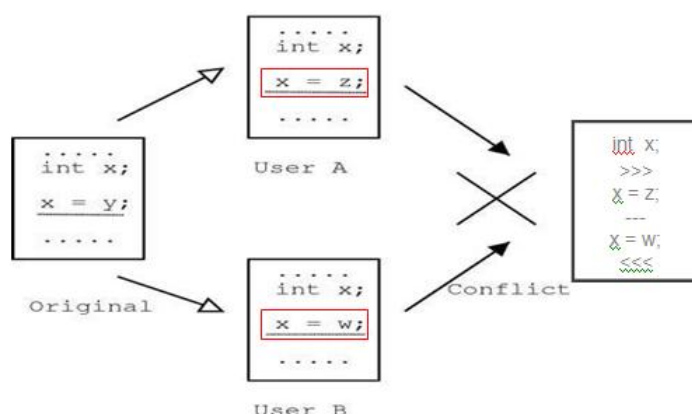 .....
int x;
x = z;
.....
User A
.....
int x;
x = y;
.....
Original
int x;
>>>
x = z;
---
x = w;
<<<
Conflict
.....
int x;
x = w;
.....
User B